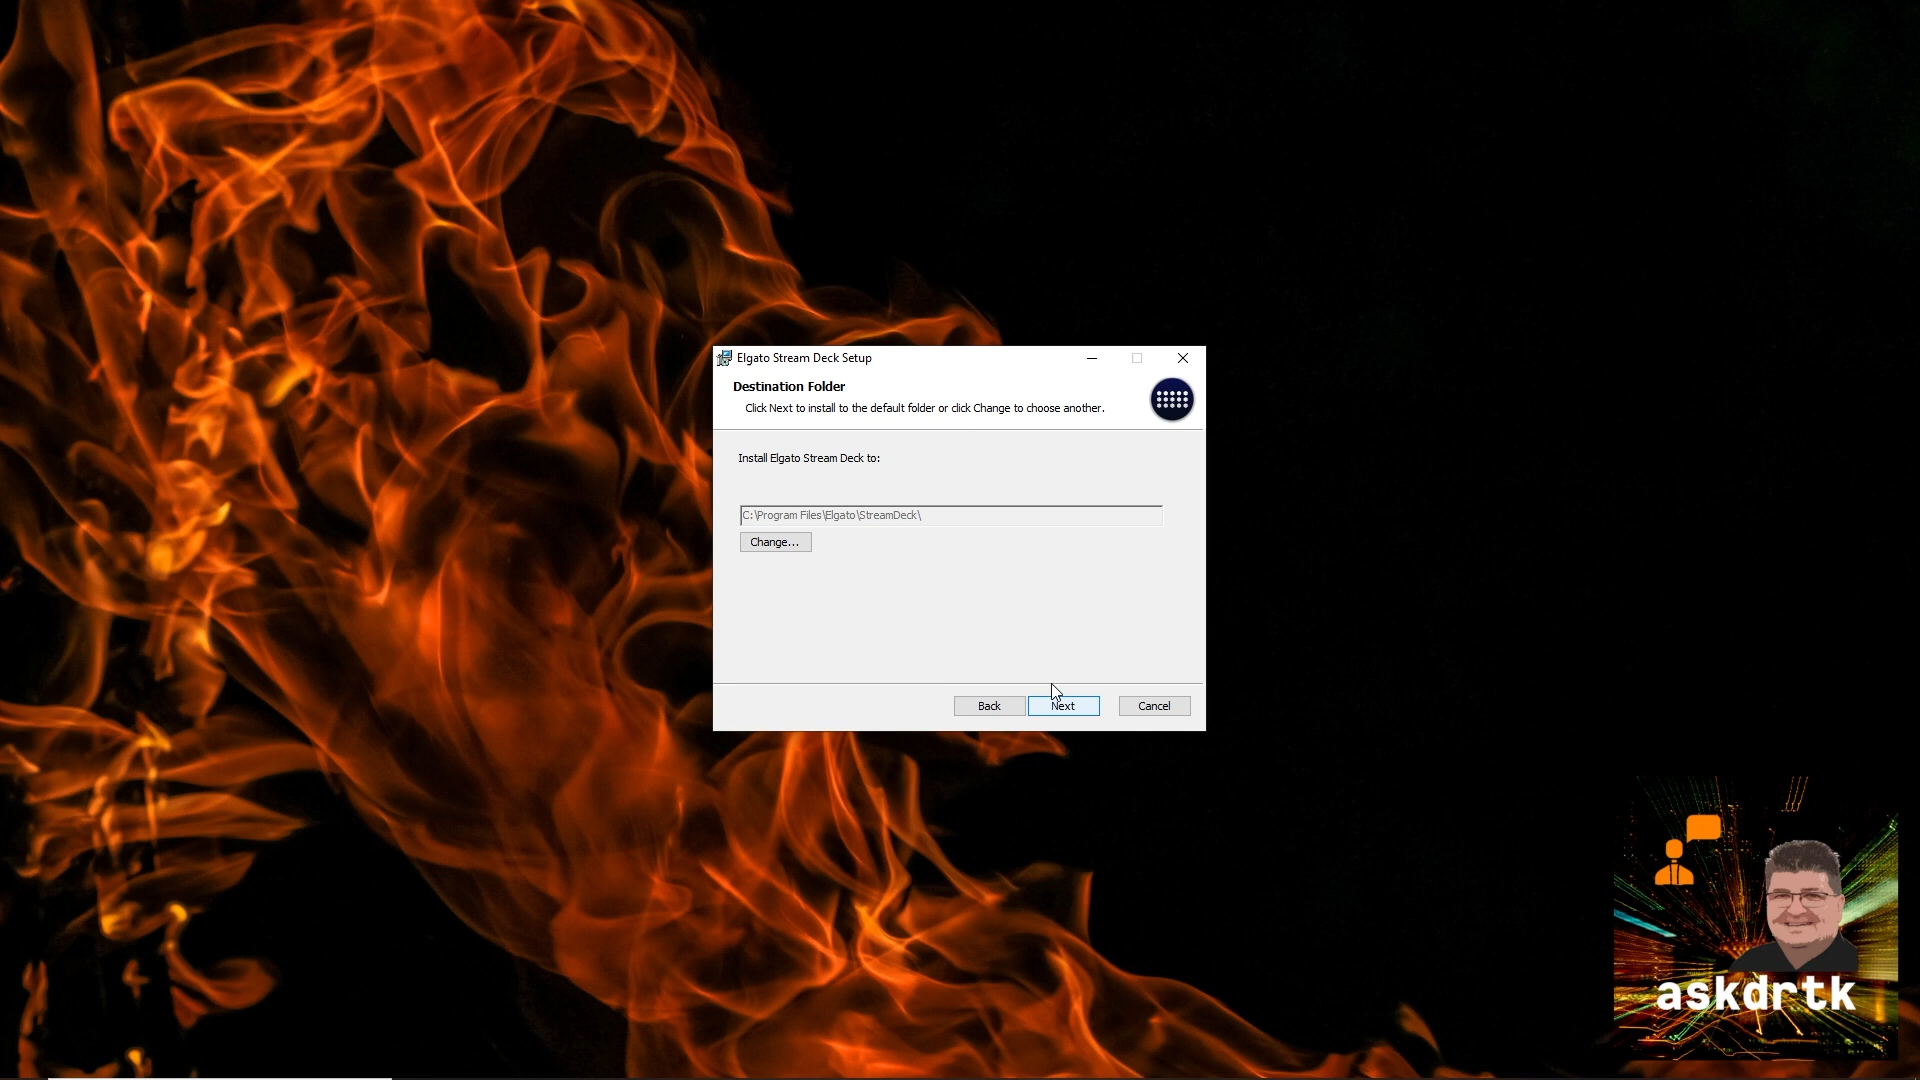 Elgato Stream Deck Setup
Destination Folder
Click Next to install to the default folder or click Change to choose another.
Install Elgato Stream Deck to:
C:\Program Files\Elgato\StreamDeck\
Change...
Back
Next
Cancel
askdrtk